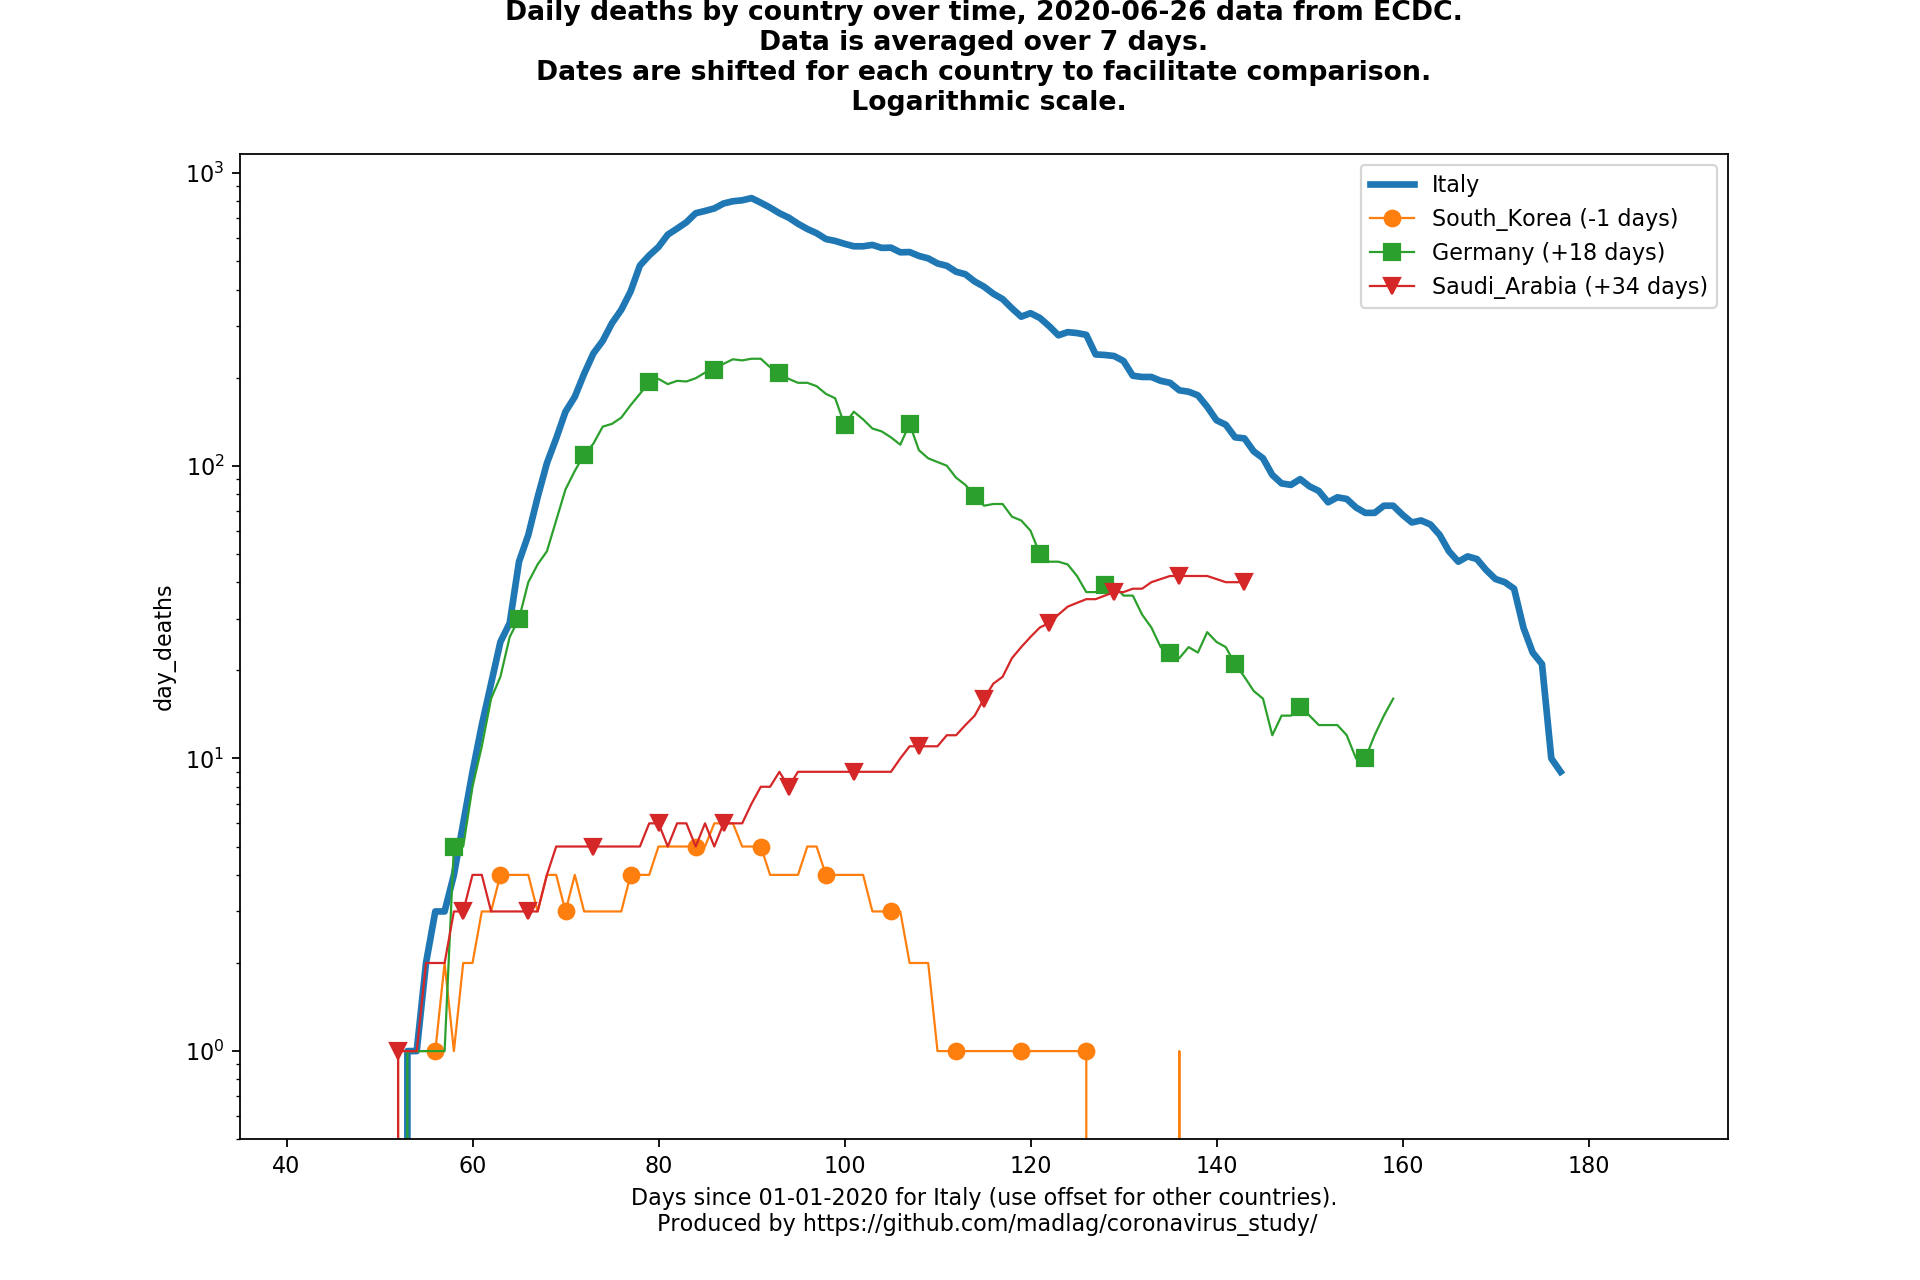 Daily deaths by country over time, 2020-06-26 data from ECDC.
Data is averaged over 7 days.
Dates are shifted for each country to facilitate comparison.
Logarithmic scale.
Italy
South_Korea (-1 days)
Germany (+18 days)
Saudi_Arabia (+34 days)
10³
10²
10¹
10⁰
day_deaths
40 60 80 100 120 140 160 180
Days since 01-01-2020 for Italy (use offset for other countries).
Produced by https://github.com/madlag/coronavirus_study/